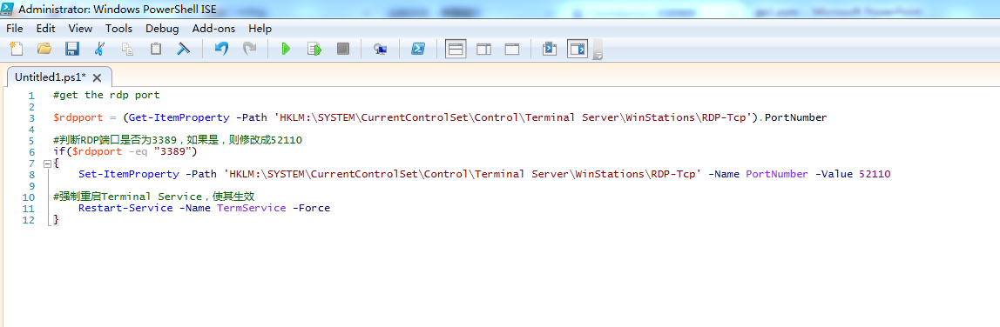 Administrator: Windows PowerShell ISE
Microsoft PowerPoint
File Edit View Tools Debug Add-ons Help
Untitled1.ps1*
1 #get the rdp port
2
3 $rdpport = (Get-ItemProperty -Path 'HKLM:\SYSTEM\CurrentControlSet\Control\Terminal Server\WinStations\RDP-Tcp').PortNumber
4
5 #判断RDP端口是否为3389，如果是，则修改成52110
6 if($rdpport -eq "3389")
7 {
8 Set-ItemProperty -Path 'HKLM:\SYSTEM\CurrentControlSet\Control\Terminal Server\WinStations\RDP-Tcp' -Name PortNumber -Value 52110
9
10 #强制重启Terminal Service，使其生效
11 Restart-Service -Name TermService -Force
12 }